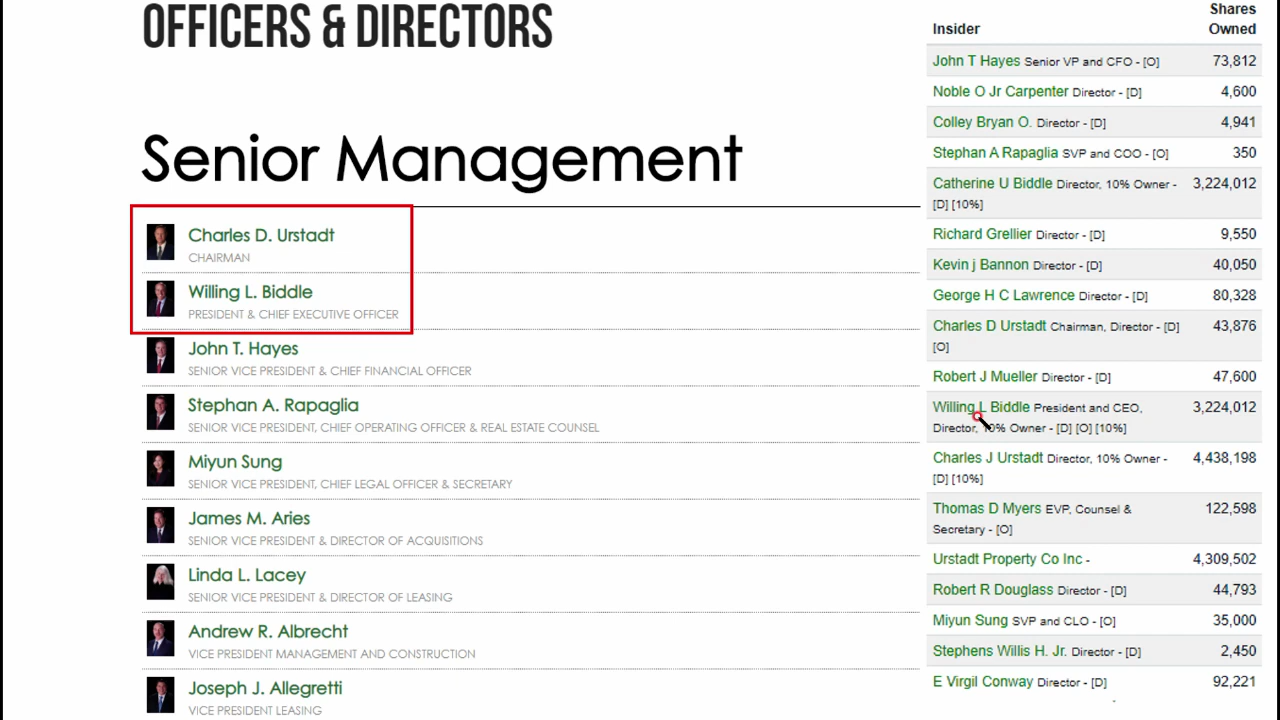 OFFICERS & DIRECTORS
Senior Management
Charles D. Urstadt
CHAIRMAN
Willing L. Biddle
PRESIDENT & CHIEF EXECUTIVE OFFICER
John T. Hayes
SENIOR VICE PRESIDENT & CHIEF FINANCIAL OFFICER
Stephan A. Rapaglia
SENIOR VICE PRESIDENT, CHIEF OPERATING OFFICER & REAL ESTATE COUNSEL
Miyun Sung
SENIOR VICE PRESIDENT, CHIEF LEGAL OFFICER & SECRETARY
James M. Aries
SENIOR VICE PRESIDENT & DIRECTOR OF ACQUISITIONS
Linda L. Lacey
SENIOR VICE PRESIDENT & DIRECTOR OF LEASING
Andrew R. Albrecht
VICE PRESIDENT MANAGEMENT AND CONSTRUCTION
Joseph J. Allegretti
VICE PRESIDENT LEASING
Shares
Insider Owned
John T Hayes Senior VP and CFO - [O] 73,812
Noble O Jr Carpenter Director - [D] 4,600
Colley Bryan O. Director - [D] 4,941
Stephan A Rapaglia SVP and COO - [O] 350
Catherine U Biddle Director, 10% Owner - 3,224,012
[D] [10%]
Richard Grellier Director - [D] 9,550
Kevin j Bannon Director - [D] 40,050
George H C Lawrence Director - [D] 80,328
Charles D Urstadt Chairman, Director - [D] 43,876
[O]
Robert J Mueller Director - [D] 47,600
Willing L Biddle President and CEO, 3,224,012
Director, 10% Owner - [D] [O] [10%]
Charles J Urstadt Director, 10% Owner - 4,438,198
[D] [10%]
Thomas D Myers EVP, Counsel & 122,598
Secretary - [O]
Urstadt Property Co Inc - 4,309,502
Robert R Douglass Director - [D] 44,793
Miyun Sung SVP and CLO - [O] 35,000
Stephens Willis H. Jr. Director - [D] 2,450
E Virgil Conway Director - [D] 92,221